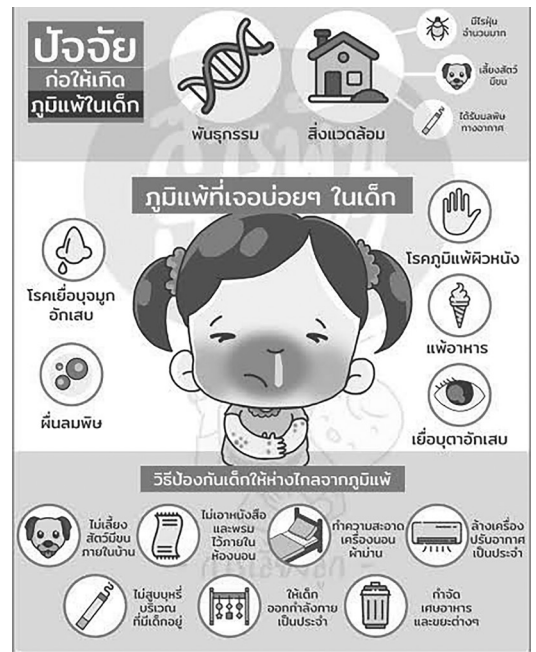 ปัจจัย
ก่อให้เกิด
ภูมิแพ้ในเด็ก
พันธุกรรม
สิ่งแวดล้อม
มีไรฝุ่น
จำนวนมาก
เลี้ยงสัตว์
มีขน
ได้รับมลพิษ
ทางอากาศ
ภูมิแพ้ที่เจอบ่อยๆ ในเด็ก
โรคเยื่อบุจมูก
อักเสบ
ผื่นลมพิษ
โรคภูมิแพ้ผิวหนัง
แพ้อาหาร
เยื่อบุตาอักเสบ
วิธีป้องกันเด็กให้ห่างไกลจากภูมิแพ้
ไม่เลี้ยง
สัตว์มีขน
ภายในบ้าน
ไม่เอาหนังสือ
และพรม
ไว้ภายใน
ห้องนอน
ทำความสะอาด
เครื่องนอน
ผ้าม่าน
ล้างเครื่อง
ปรับอากาศ
เป็นประจำ
ไม่สูบบุหรี่
บริเวณ
ที่มีเด็กอยู่
ให้เด็ก
ออกกำลังกาย
เป็นประจำ
กำจัด
เศษอาหาร
และขยะต่างๆ